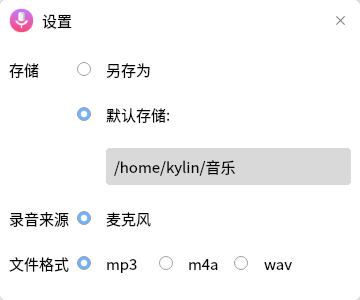 设置
存储 另存为
默认存储:
/home/kylin/音乐
录音来源 麦克风
文件格式 mp3 m4a wav